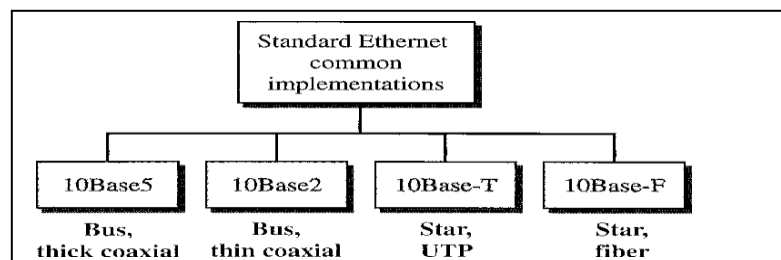 Standard Ethernet
common
implementations
10Base5
10Base2
10Base-T
10Base-F
Bus,
thick coaxial
Bus,
thin coaxial
Star,
UTP
Star,
fiber